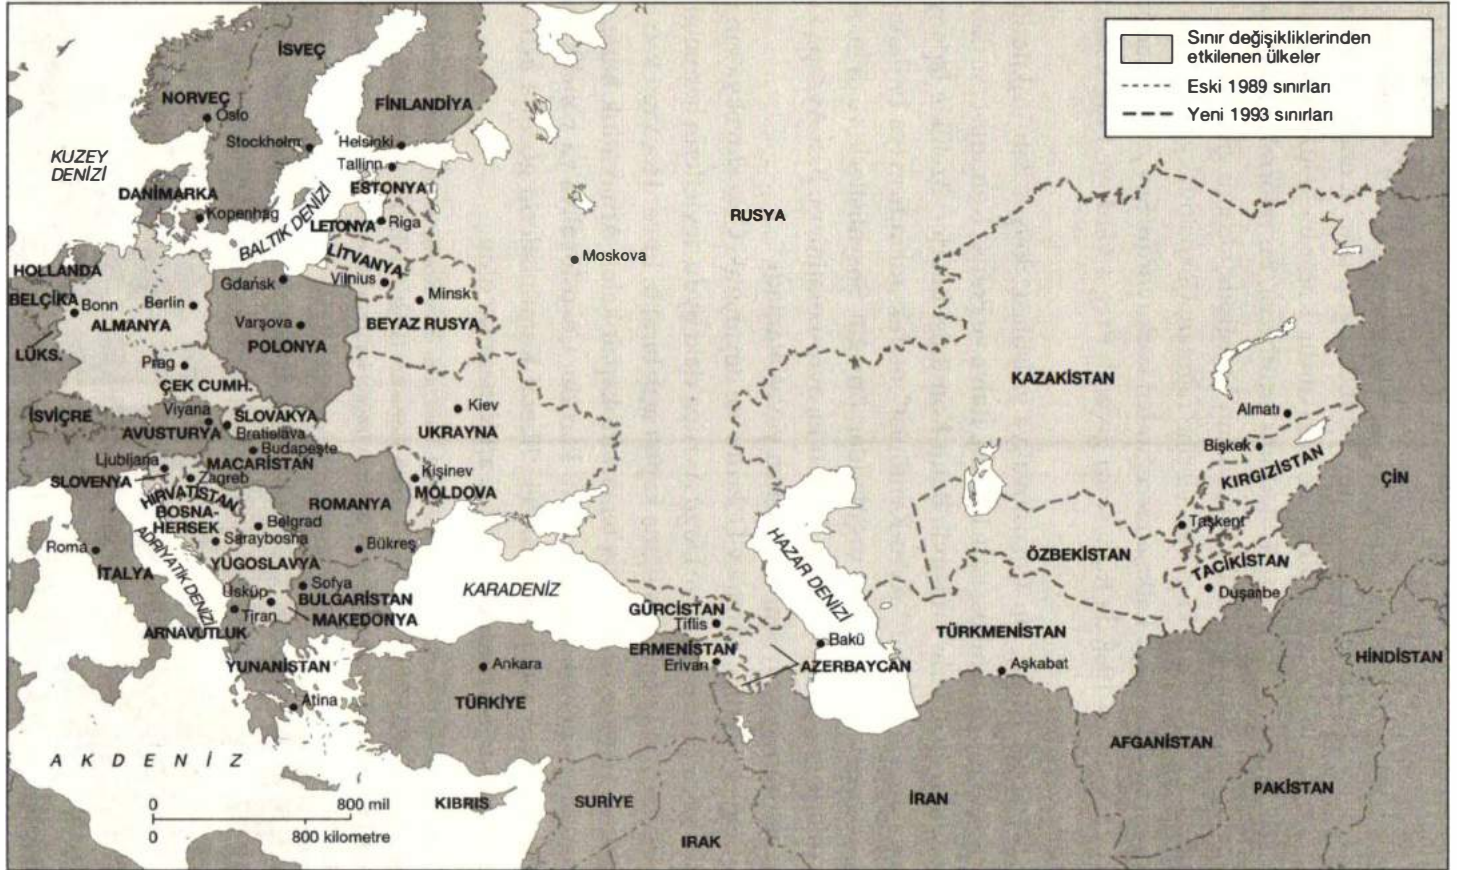 Sınır değişikliklerinden
etkilenen ülkeler
Eski 1989 sınırları
Yeni 1993 sınırları
İSVEÇ
NORVEÇ
Oslo
FİNLANDİYA
Stockholm
Helsinki
Tallinn
KUZEY
DENİZİ
ESTONYA
DANİMARKA
Kopenhag
BALTIK DENİZİ
LETONYA
Riga
RUSYA
LİTVANYA
Moskova
HOLLANDA
Gdańsk
Vilnius
BELÇİKA
Bonn
Berlin
Minsk
ALMANYA
Varşova
BEYAZ RUSYA
LÜKS.
POLONYA
Prag
ÇEK CUMH.
KAZAKİSTAN
İSVİÇRE
Viyana
SLOVAKYA
Kiev
Almatı
AVUSTURYA
Bratislava
UKRAYNA
Budapeşte
Bişkek
Ljubljana
MACARİSTAN
Kişinev
KIRGIZİSTAN
SLOVENYA
Zagreb
MOLDOVA
ÇİN
HIRVATİSTAN
ROMANYA
BOSNA-
HERSEK
Belgrad
Taşkent
Saraybosna
Bükreş
HAZAR DENİZİ
ÖZBEKİSTAN
Roma
ADRİYATİK DENİZİ
YUGOSLAVYA
TACİKİSTAN
İTALYA
Sofya
KARADENİZ
Duşanbe
Üsküp
BULGARİSTAN
GÜRCİSTAN
Tiran
MAKEDONYA
Tiflis
TÜRKMENİSTAN
ARNAVUTLUK
ERMENİSTAN
Bakü
YUNANİSTAN
Ankara
Erivan
AZERBAYCAN
Aşkabat
HİNDİSTAN
Atina
TÜRKİYE
AFGANİSTAN
AKDENİZ
PAKİSTAN
0 800 mil
0 800 kilometre
KIBRIS
SURİYE
İRAN
IRAK